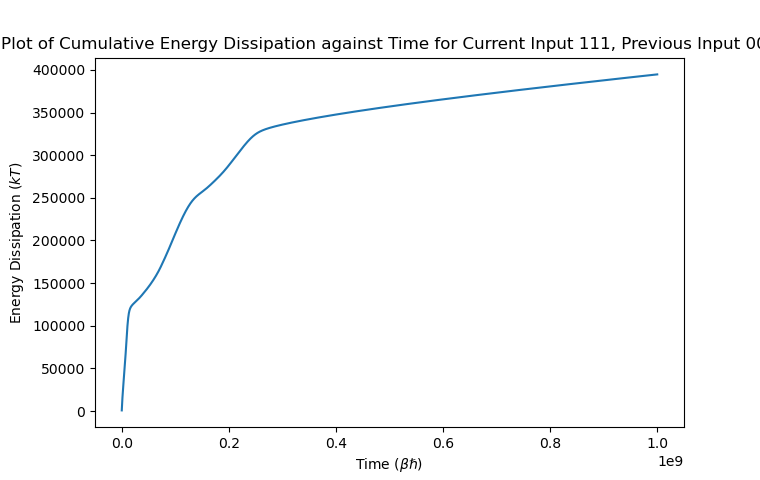 Plot of Cumulative Energy Dissipation against Time for Current Input 111, Previous Input 00
400000
350000
300000
250000
200000
150000
100000
50000
0
Energy Dissipation (kT)
0.0 0.2 0.4 0.6 0.8 1.0
1e9
Time (βℏ)